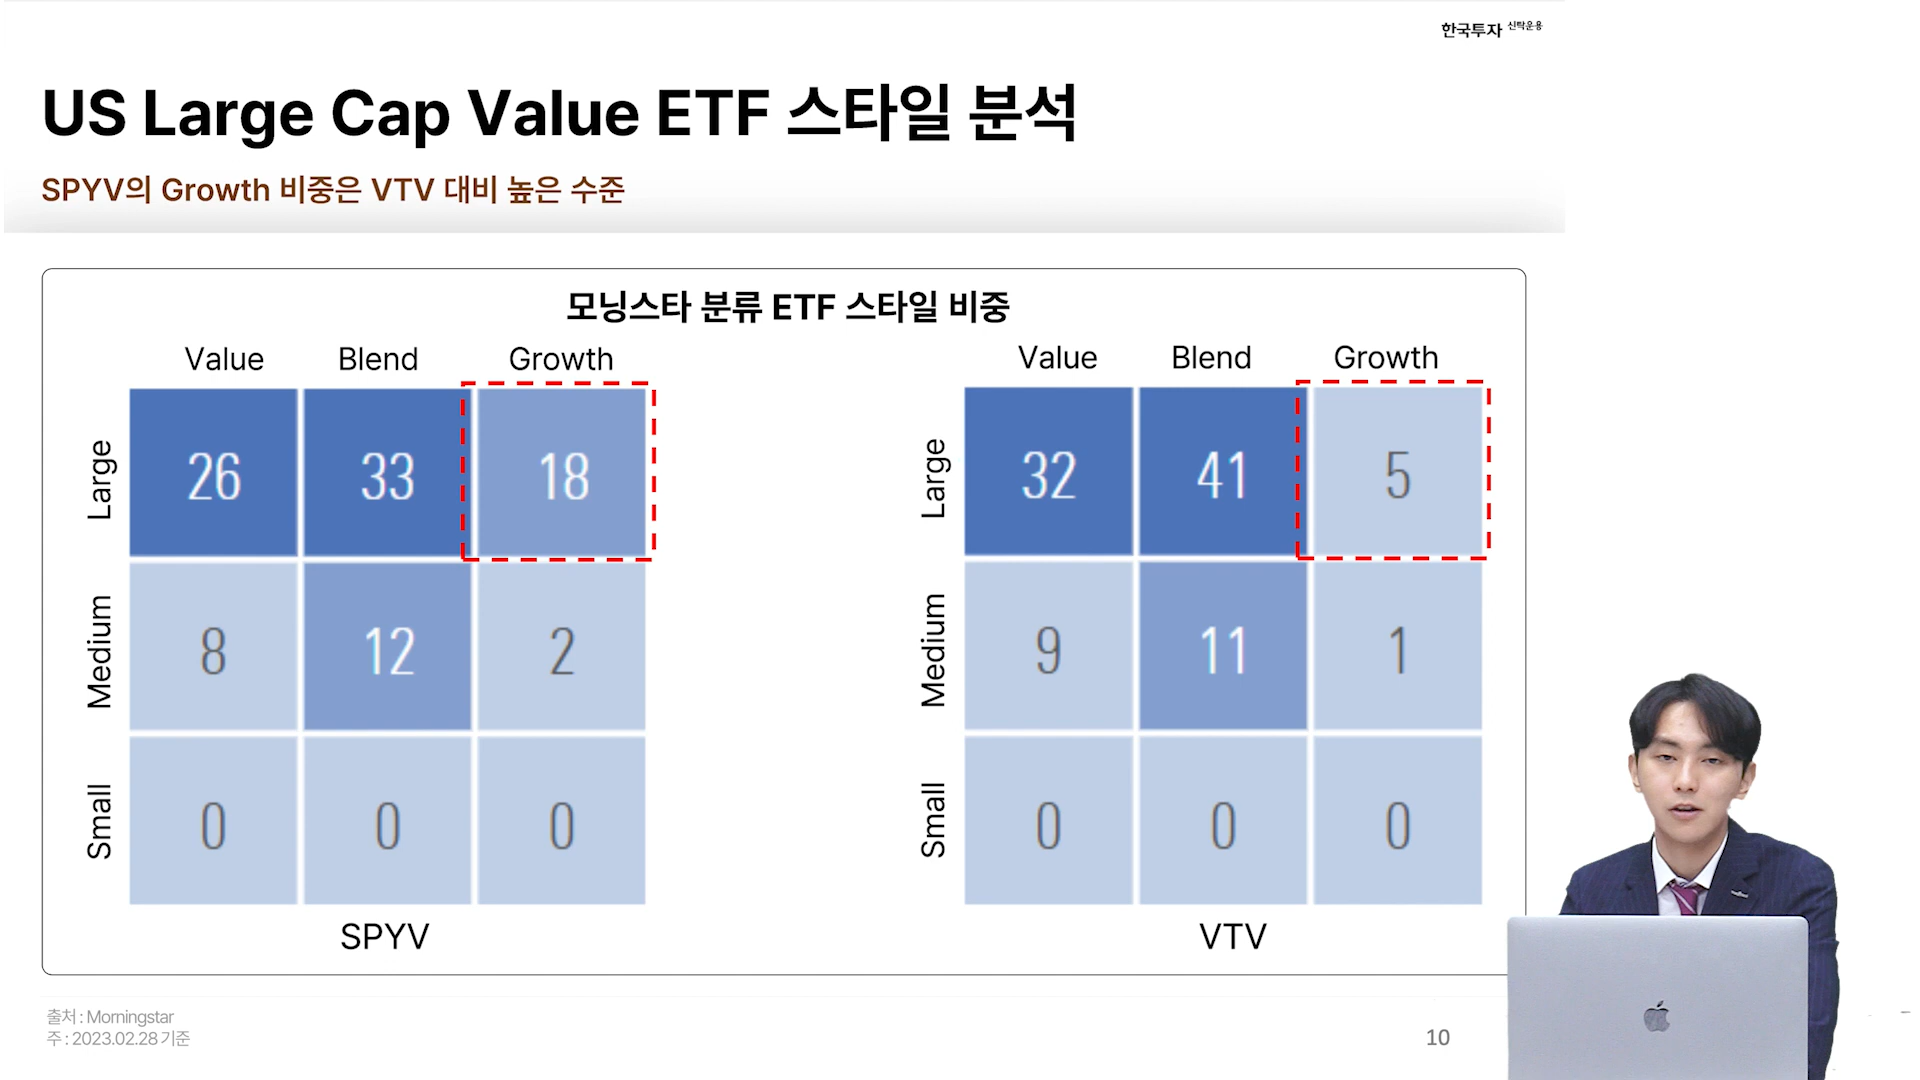 한국투자 신탁운용
US Large Cap Value ETF 스타일 분석
SPYV의 Growth 비중은 VTV 대비 높은 수준
모닝스타 분류 ETF 스타일 비중
Value Blend Growth
Large 26 33 18
Medium 8 12 2
Small 0 0 0
SPYV
Value Blend Growth
Large 32 41 5
Medium 9 11 1
Small 0 0 0
VTV
출처 : Morningstar
주 : 2023.02.28 기준
10